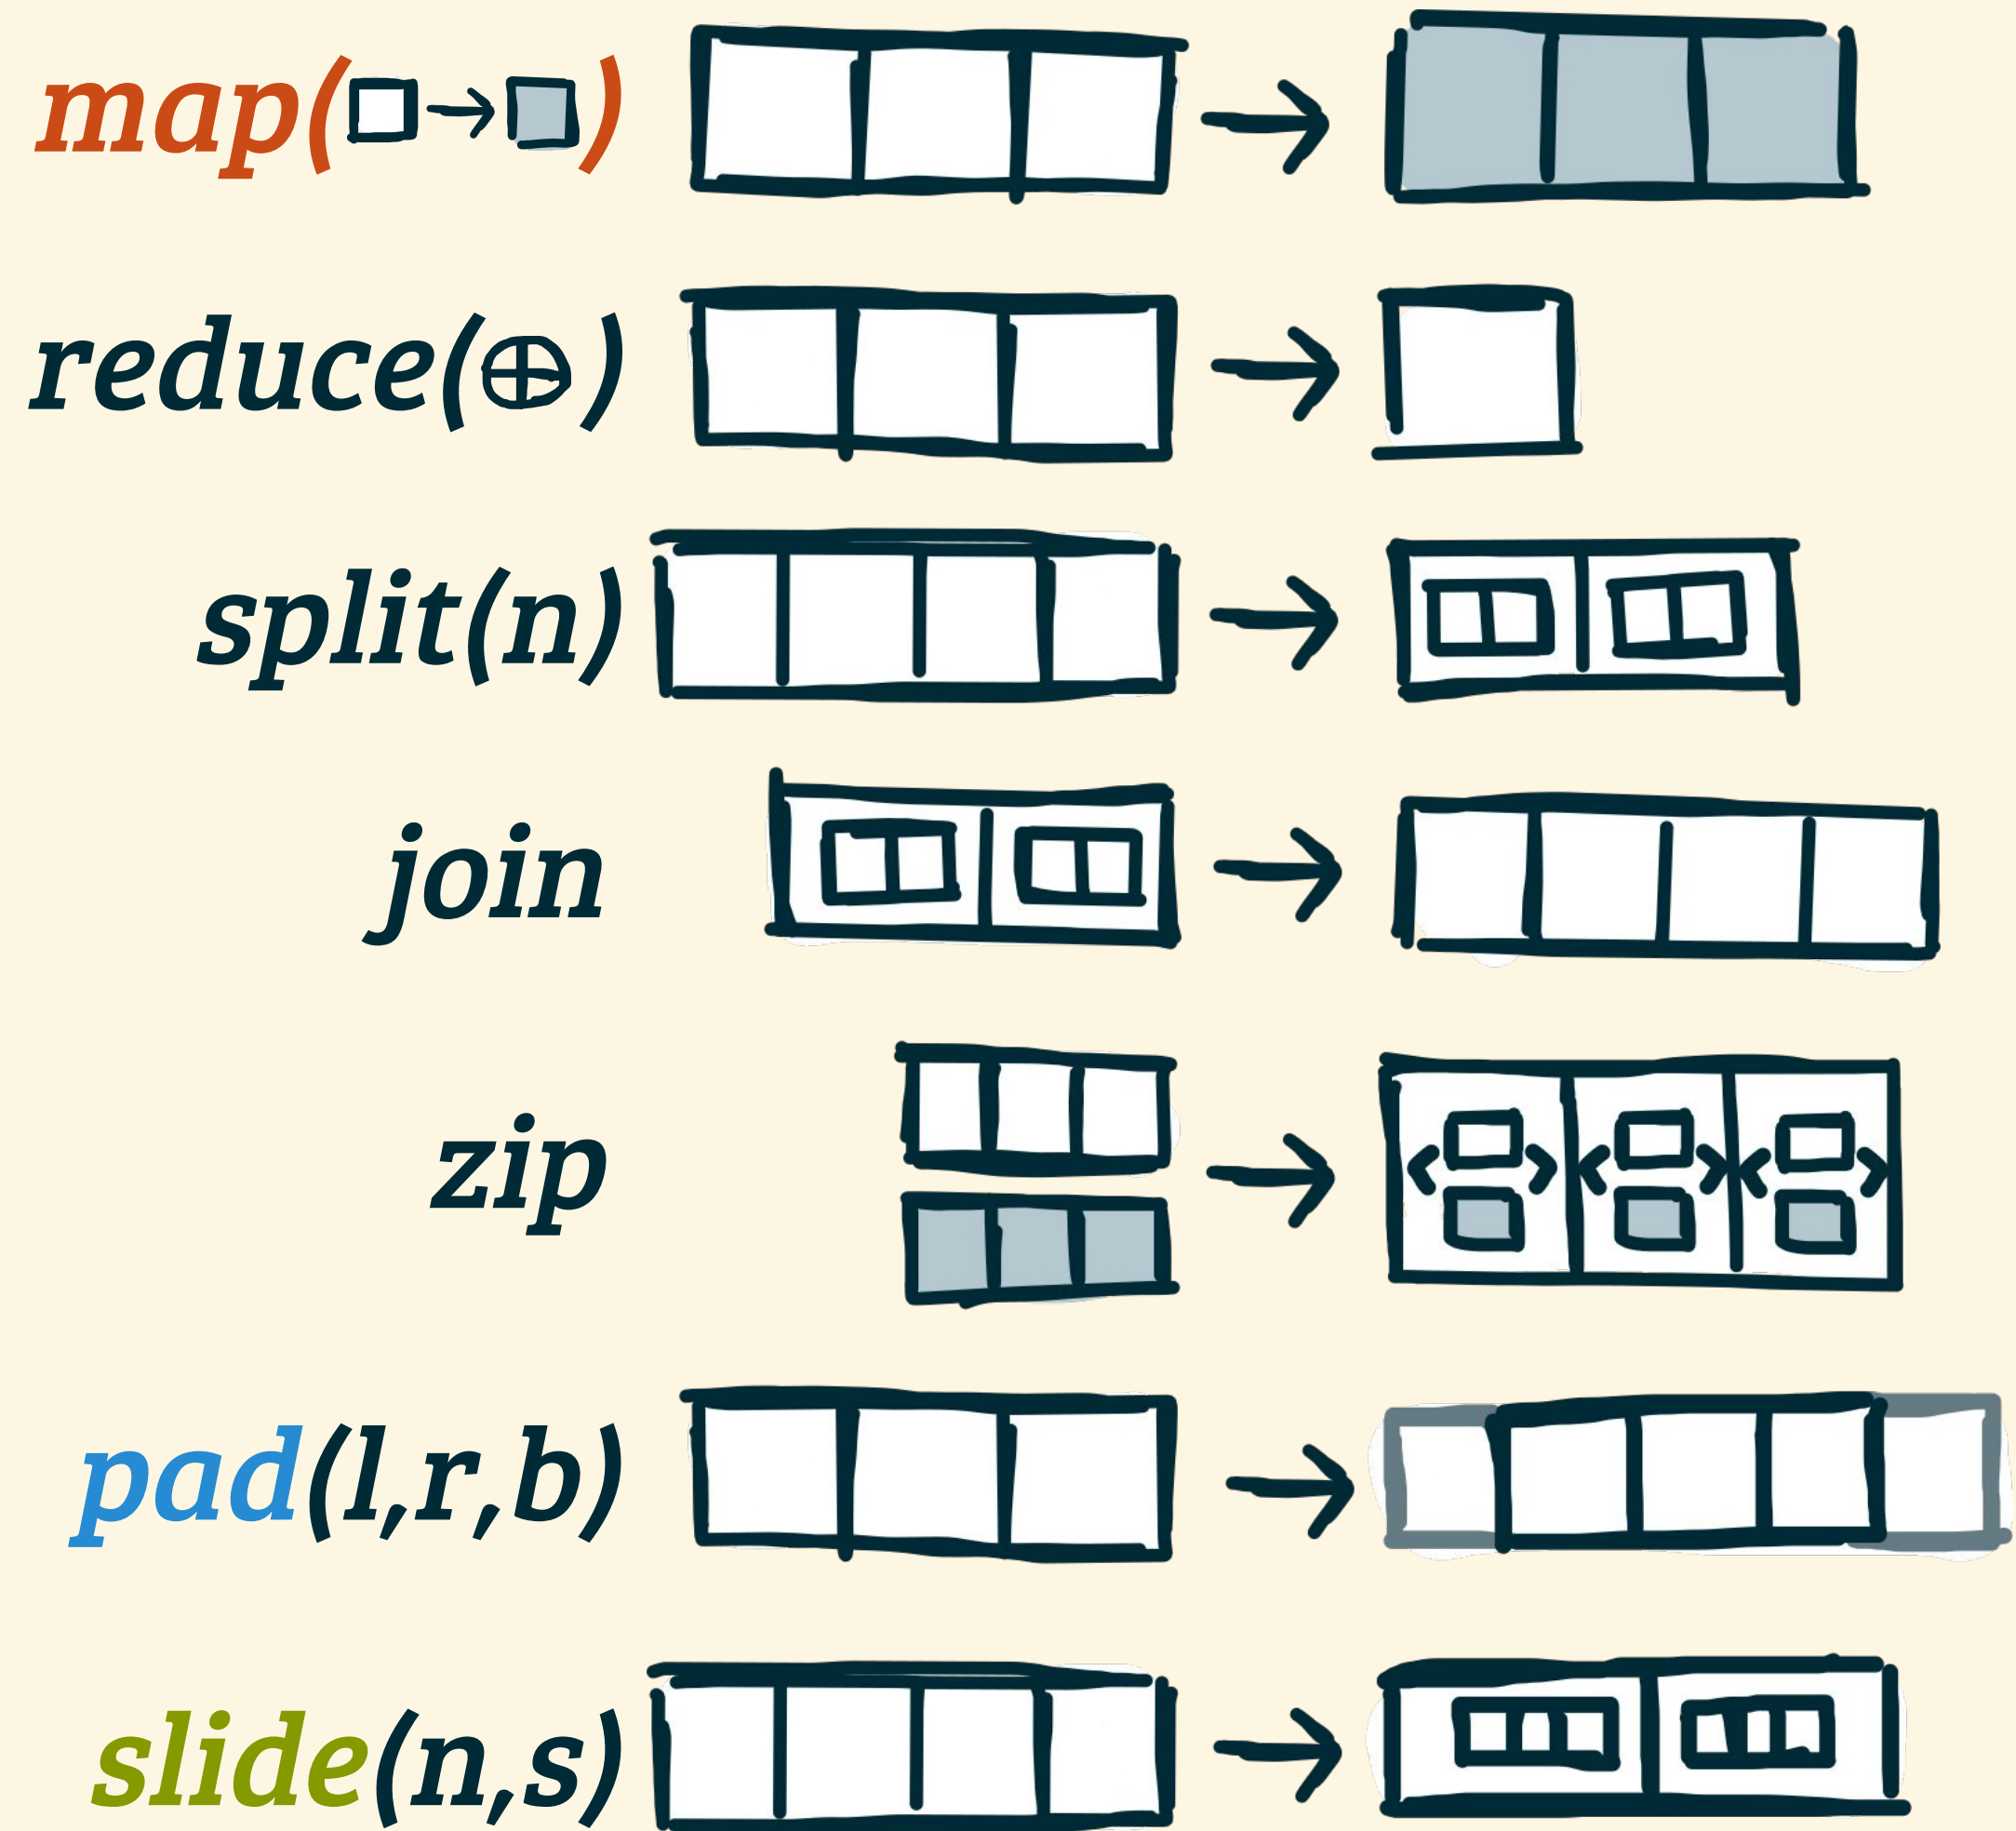 map( → )
reduce(⊕)
split(n)
join
zip
pad(l,r,b)
slide(n,s)